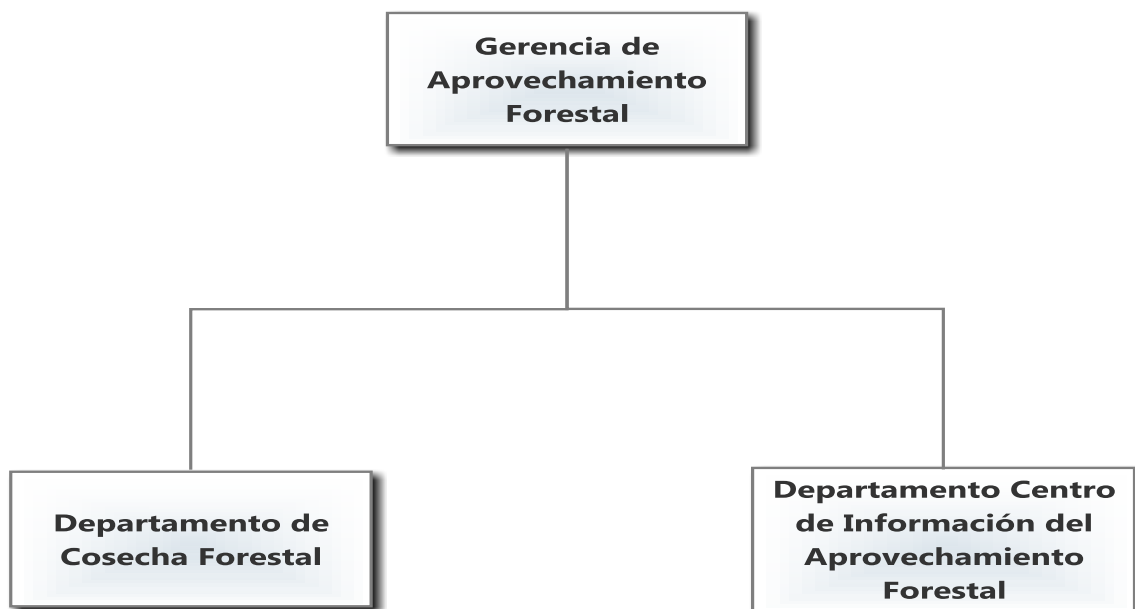 Gerencia de
Aprovechamiento
Forestal
Departamento de
Cosecha Forestal
Departamento Centro
de Información del
Aprovechamiento
Forestal